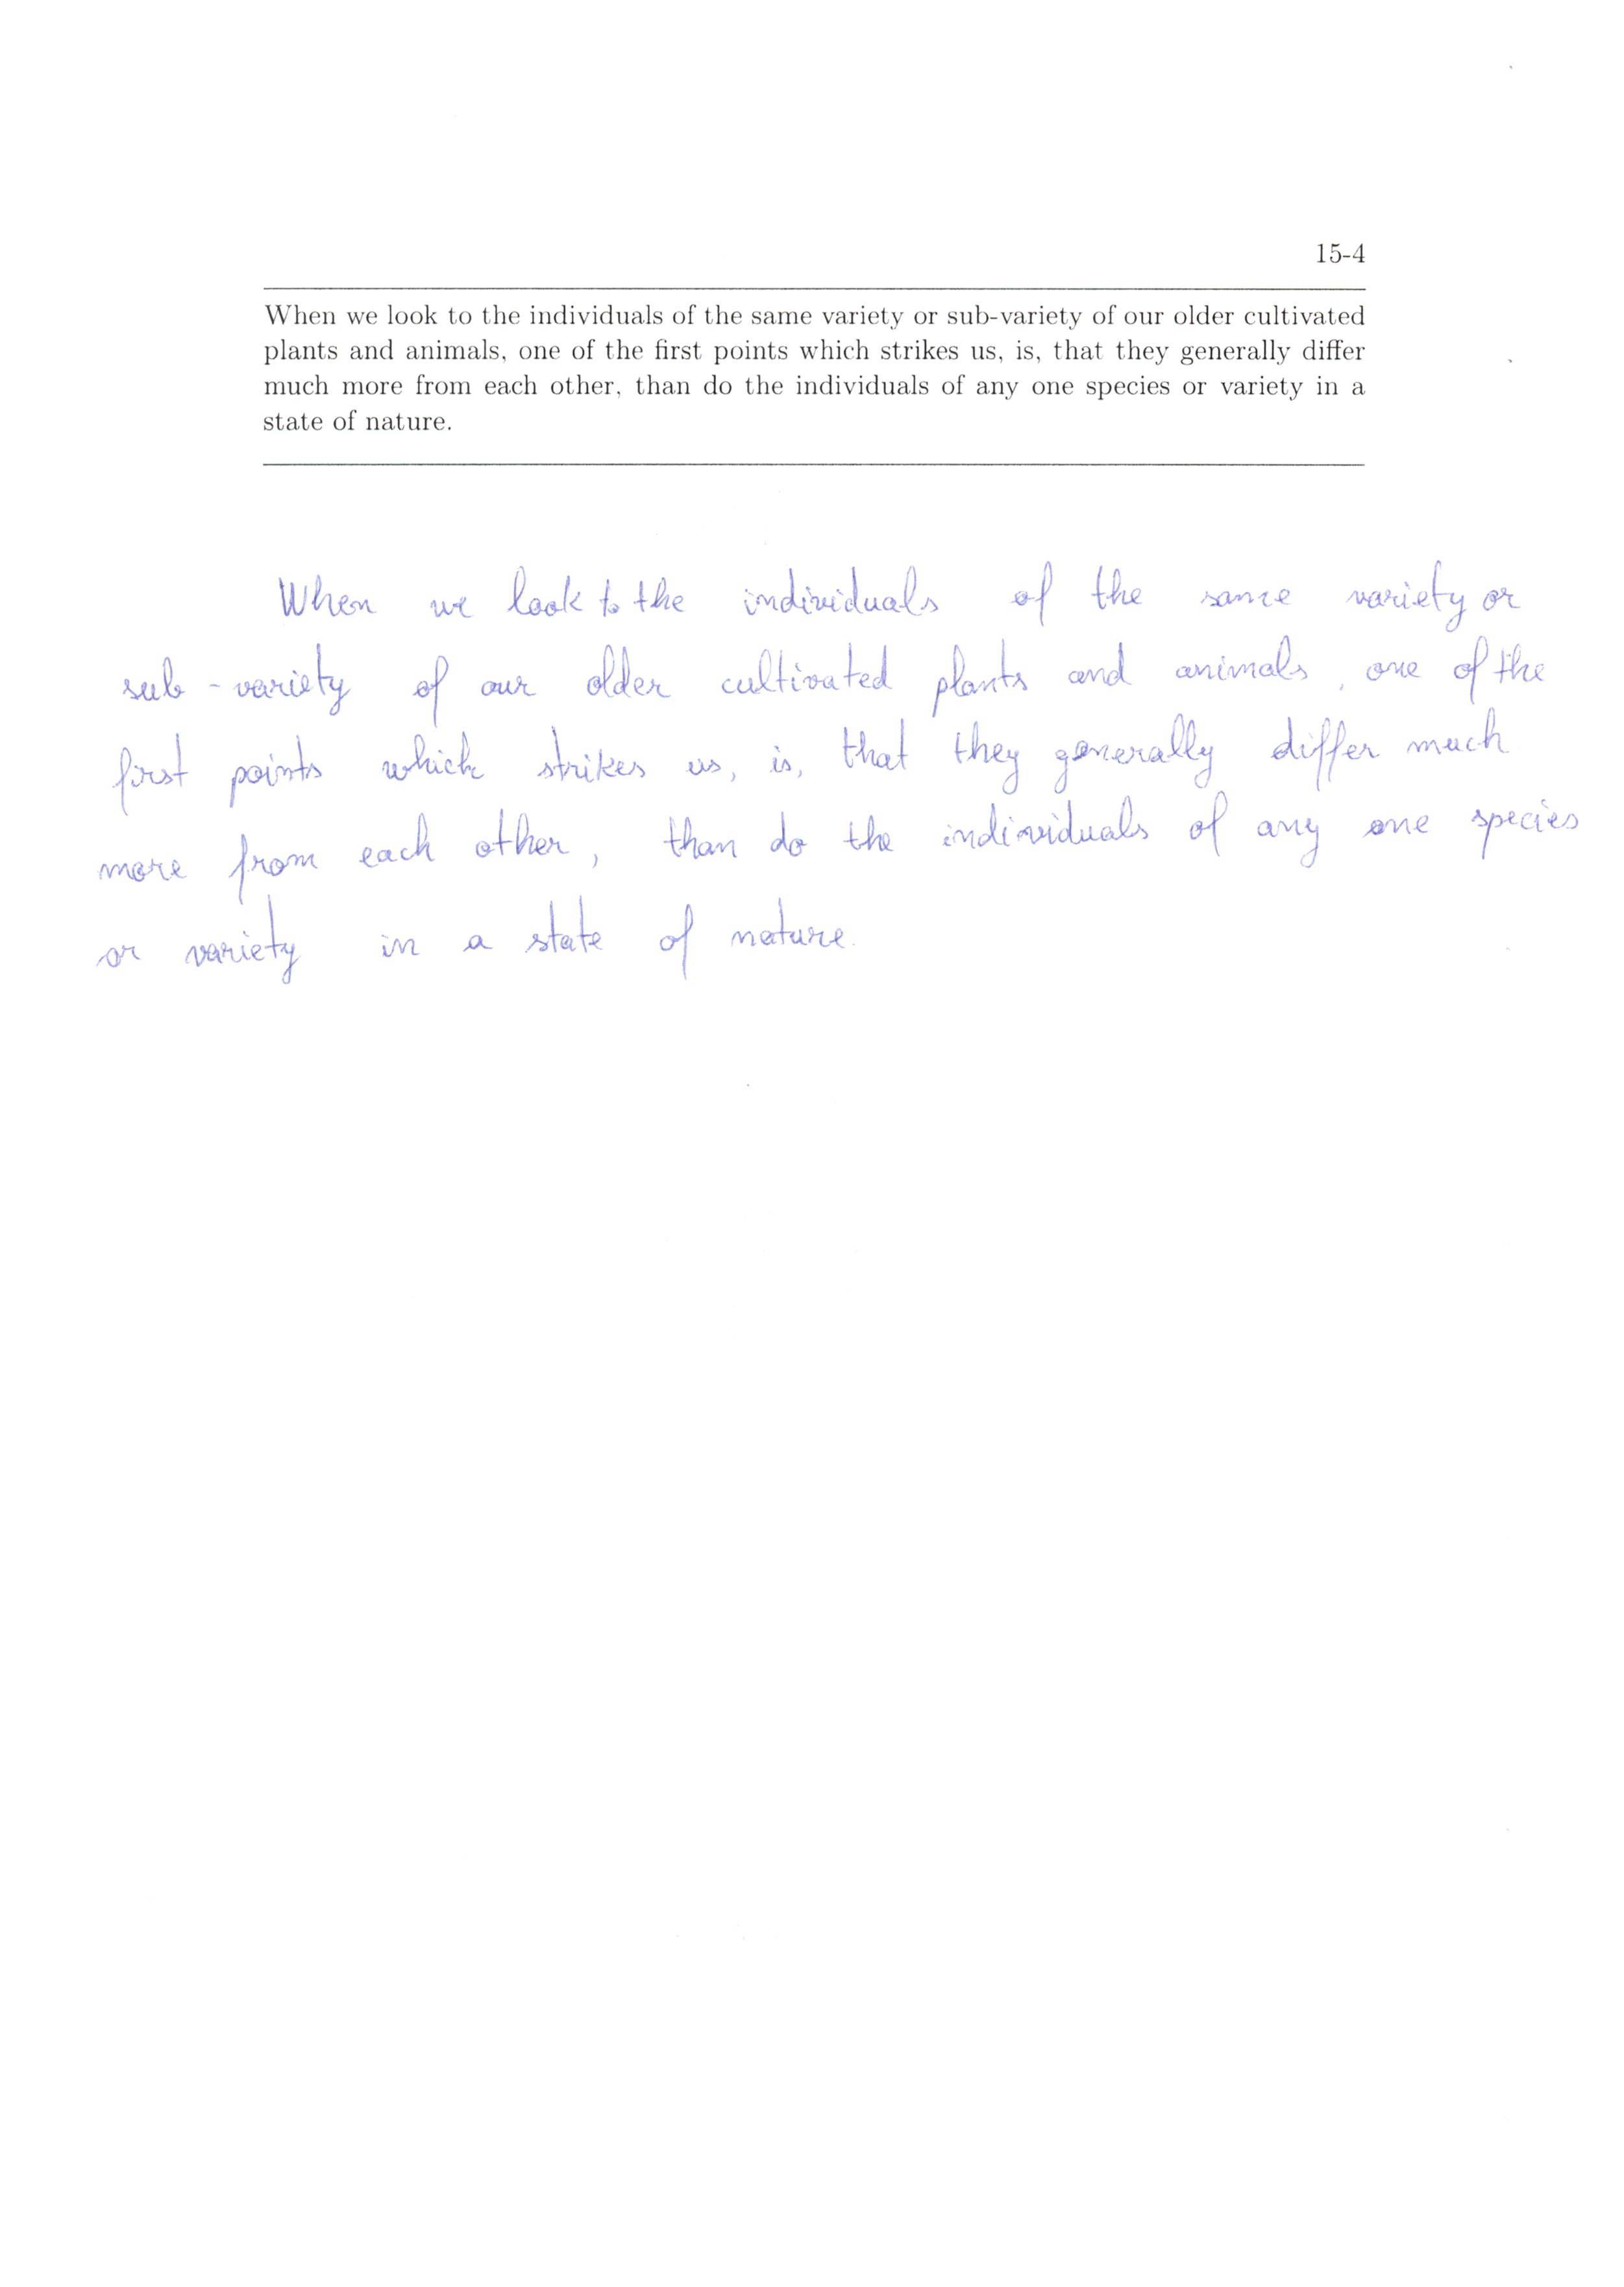 15-4
When we look to the individuals of the same variety or sub-variety of our older cultivated
plants and animals, one of the first points which strikes us, is, that they generally differ
much more from each other, than do the individuals of any one species or variety in a
state of nature.
When we look to the individuals of the same variety or
sub-variety of our older cultivated plants and animals, one of the
first points which strikes us, is, that they generally differ much
more from each other, than do the individuals of any one species
or variety in a state of nature.